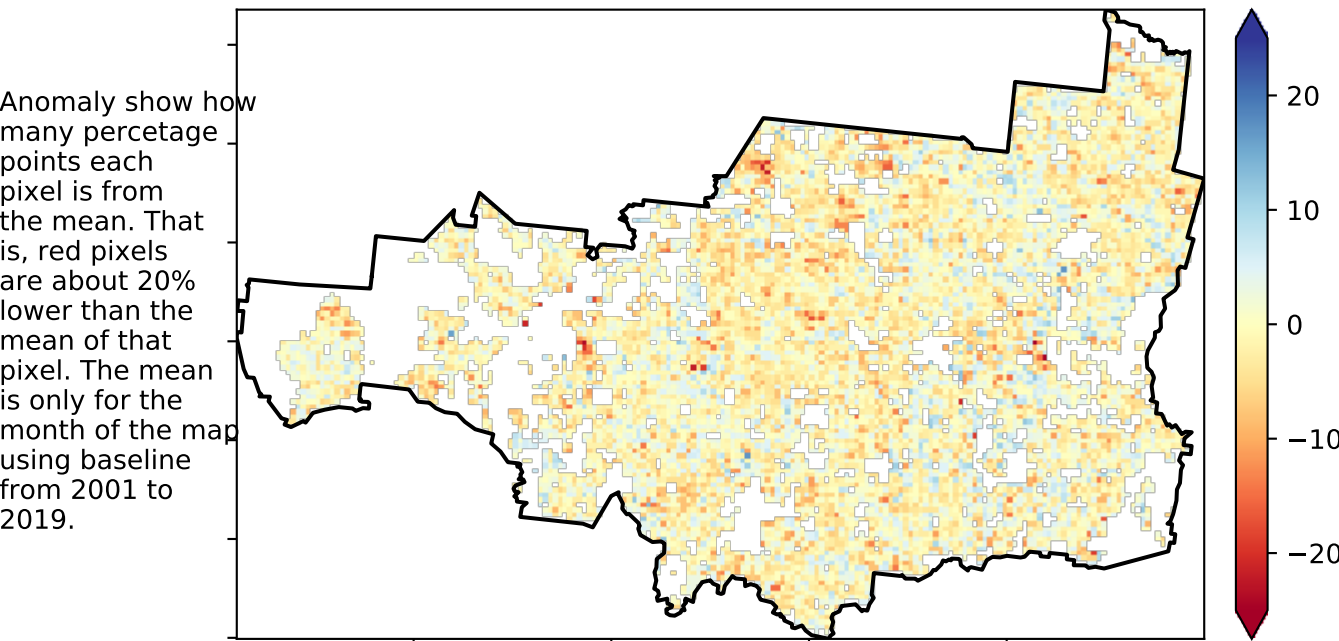 Anomaly show how
many percetage
points each
pixel is from
the mean. That
is, red pixels
are about 20%
lower than the
mean of that
pixel. The mean
is only for the
month of the map
using baseline
from 2001 to
2019.
20
10
0
−10
−20